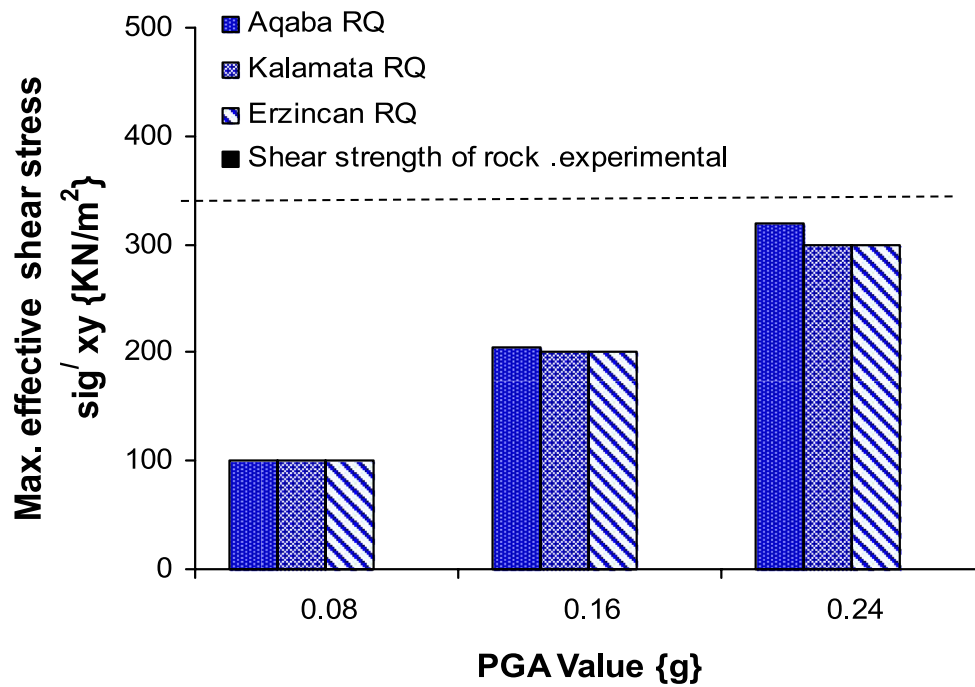 500
400
300
200
100
0
Max. effective shear stress
sig/ xy {KN/m2}
Aqaba RQ
Kalamata RQ
Erzincan RQ
Shear strength of rock .experimental
0.08
0.16
0.24
PGA Value {g}